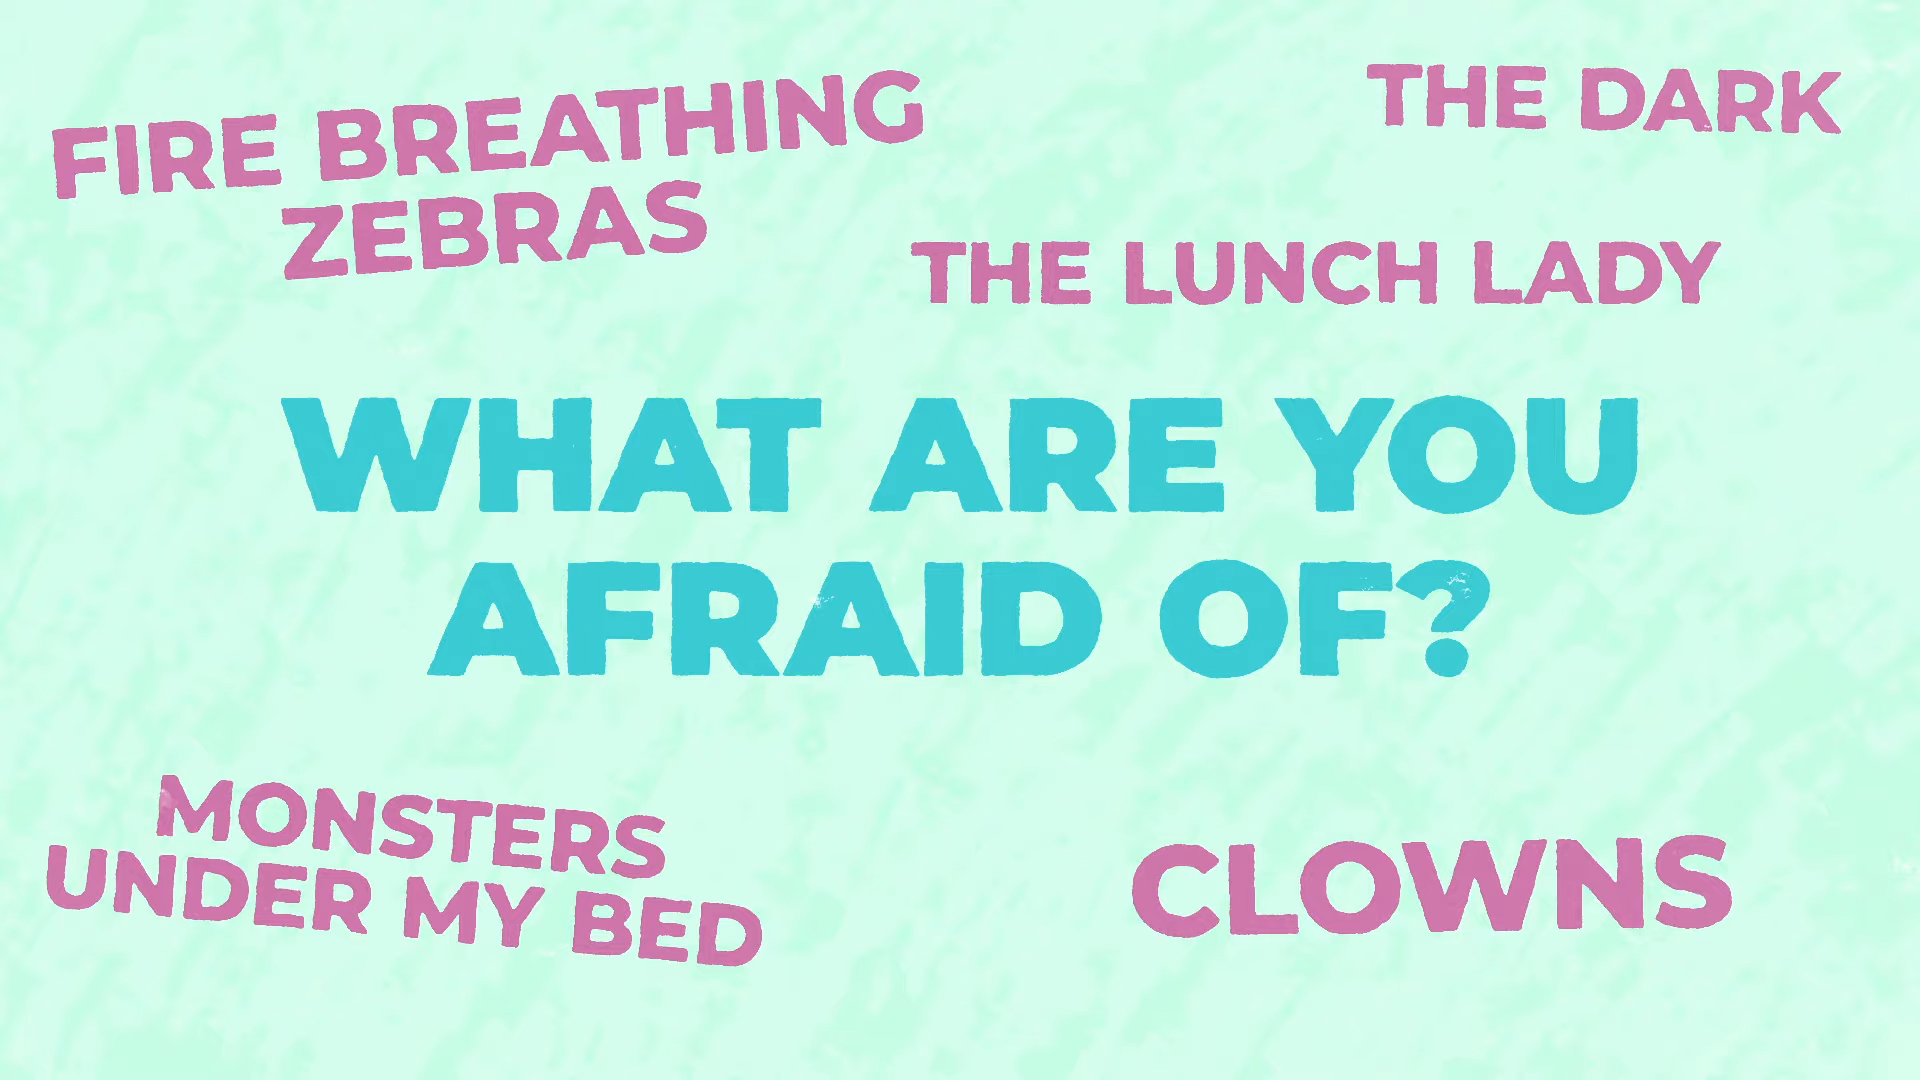 FIRE BREATHING
ZEBRAS
THE DARK
THE LUNCH LADY
WHAT ARE YOU
AFRAID OF?
MONSTERS
UNDER MY BED
CLOWNS